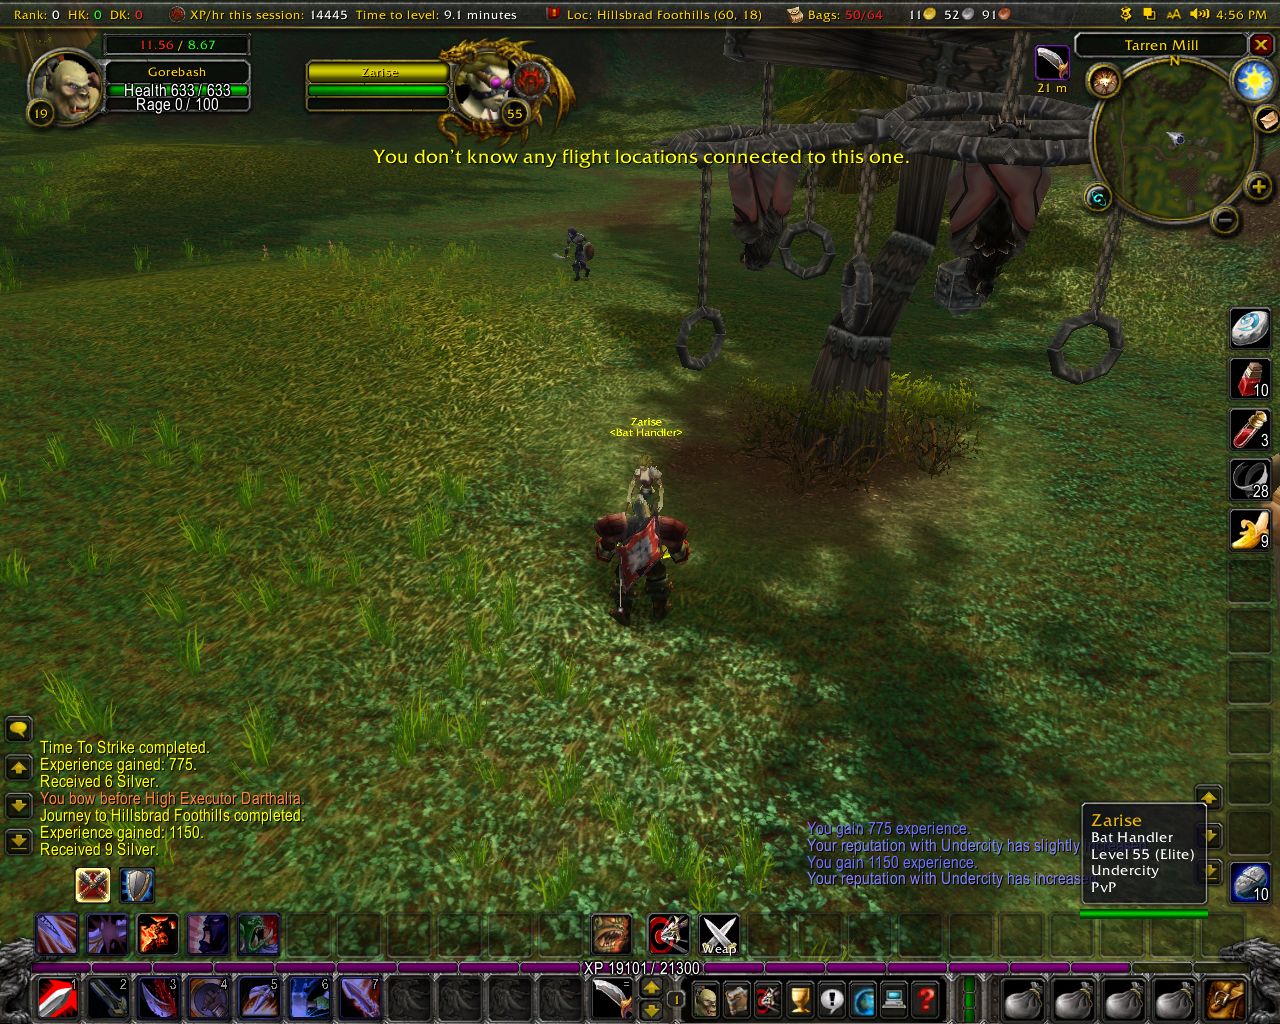 Rank: 0 HK: 0 DK: 0 XP/hr this session: 14445 Time to level: 9.1 minutes Loc: Hillsbrad Foothills (60, 18) Bags: 50/64 11 52 91 AA 4:56 PM
11.56 / 8.67
Gorebash
Health 633 / 633
Rage 0 / 100
19
Zarise
55
21 m
Tarren Mill
N
You don't know any flight locations connected to this one.
Zarise
<Bat Handler>
10
3
28
9
10
Time To Strike completed.
Experience gained: 775.
Received 6 Silver.
You bow before High Executor Darthalia.
Journey to Hillsbrad Foothills completed.
Experience gained: 1150.
Received 9 Silver.
You gain 775 experience.
Your reputation with Undercity has slightly
You gain 1150 experience.
Your reputation with Undercity has increase
Zarise
Bat Handler
Level 55 (Elite)
Undercity
PvP
Weap
XP 19101 / 21300
1 2 3 4 5 6 7 =
1